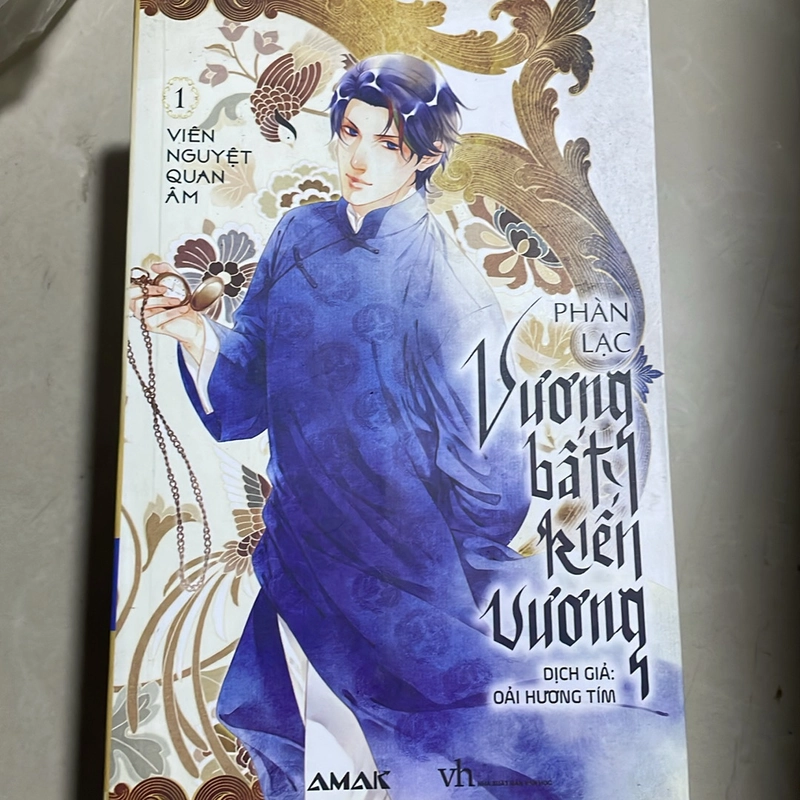 1
VIÊN
NGUYỆT
QUAN
ÂM
PHÀN
LẠC
Vương
bất
kiến
vương
DỊCH GIẢ:
OẢI HƯƠNG TÍM
AMAK
vh